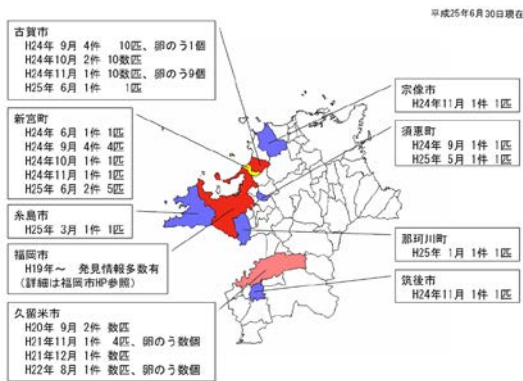 平成25年6月30日現在
古賀市
H24年 9月 4件 10匹、卵のう1個
H24年10月 2件 10数匹
H24年11月 1件 10数匹、卵のう9個
H25年 6月 1件 1匹
新宮町
H24年 6月 1件 1匹
H24年 9月 4件 4匹
H24年10月 1件 1匹
H24年11月 1件 1匹
H25年 6月 2件 5匹
糸島市
H25年 3月 1件 1匹
福岡市
H19年~ 発見情報多数有
(詳細は福岡市HP参照)
久留米市
H20年 9月 2件 数匹
H21年11月 1件 4匹、卵のう数個
H21年12月 1件 数匹
H22年 8月 1件 数匹、卵のう数個
宗像市
H24年11月 1件 1匹
須恵町
H24年 9月 1件 1匹
H25年 5月 1件 1匹
那珂川町
H25年 1月 1件 1匹
筑後市
H24年11月 1件 1匹